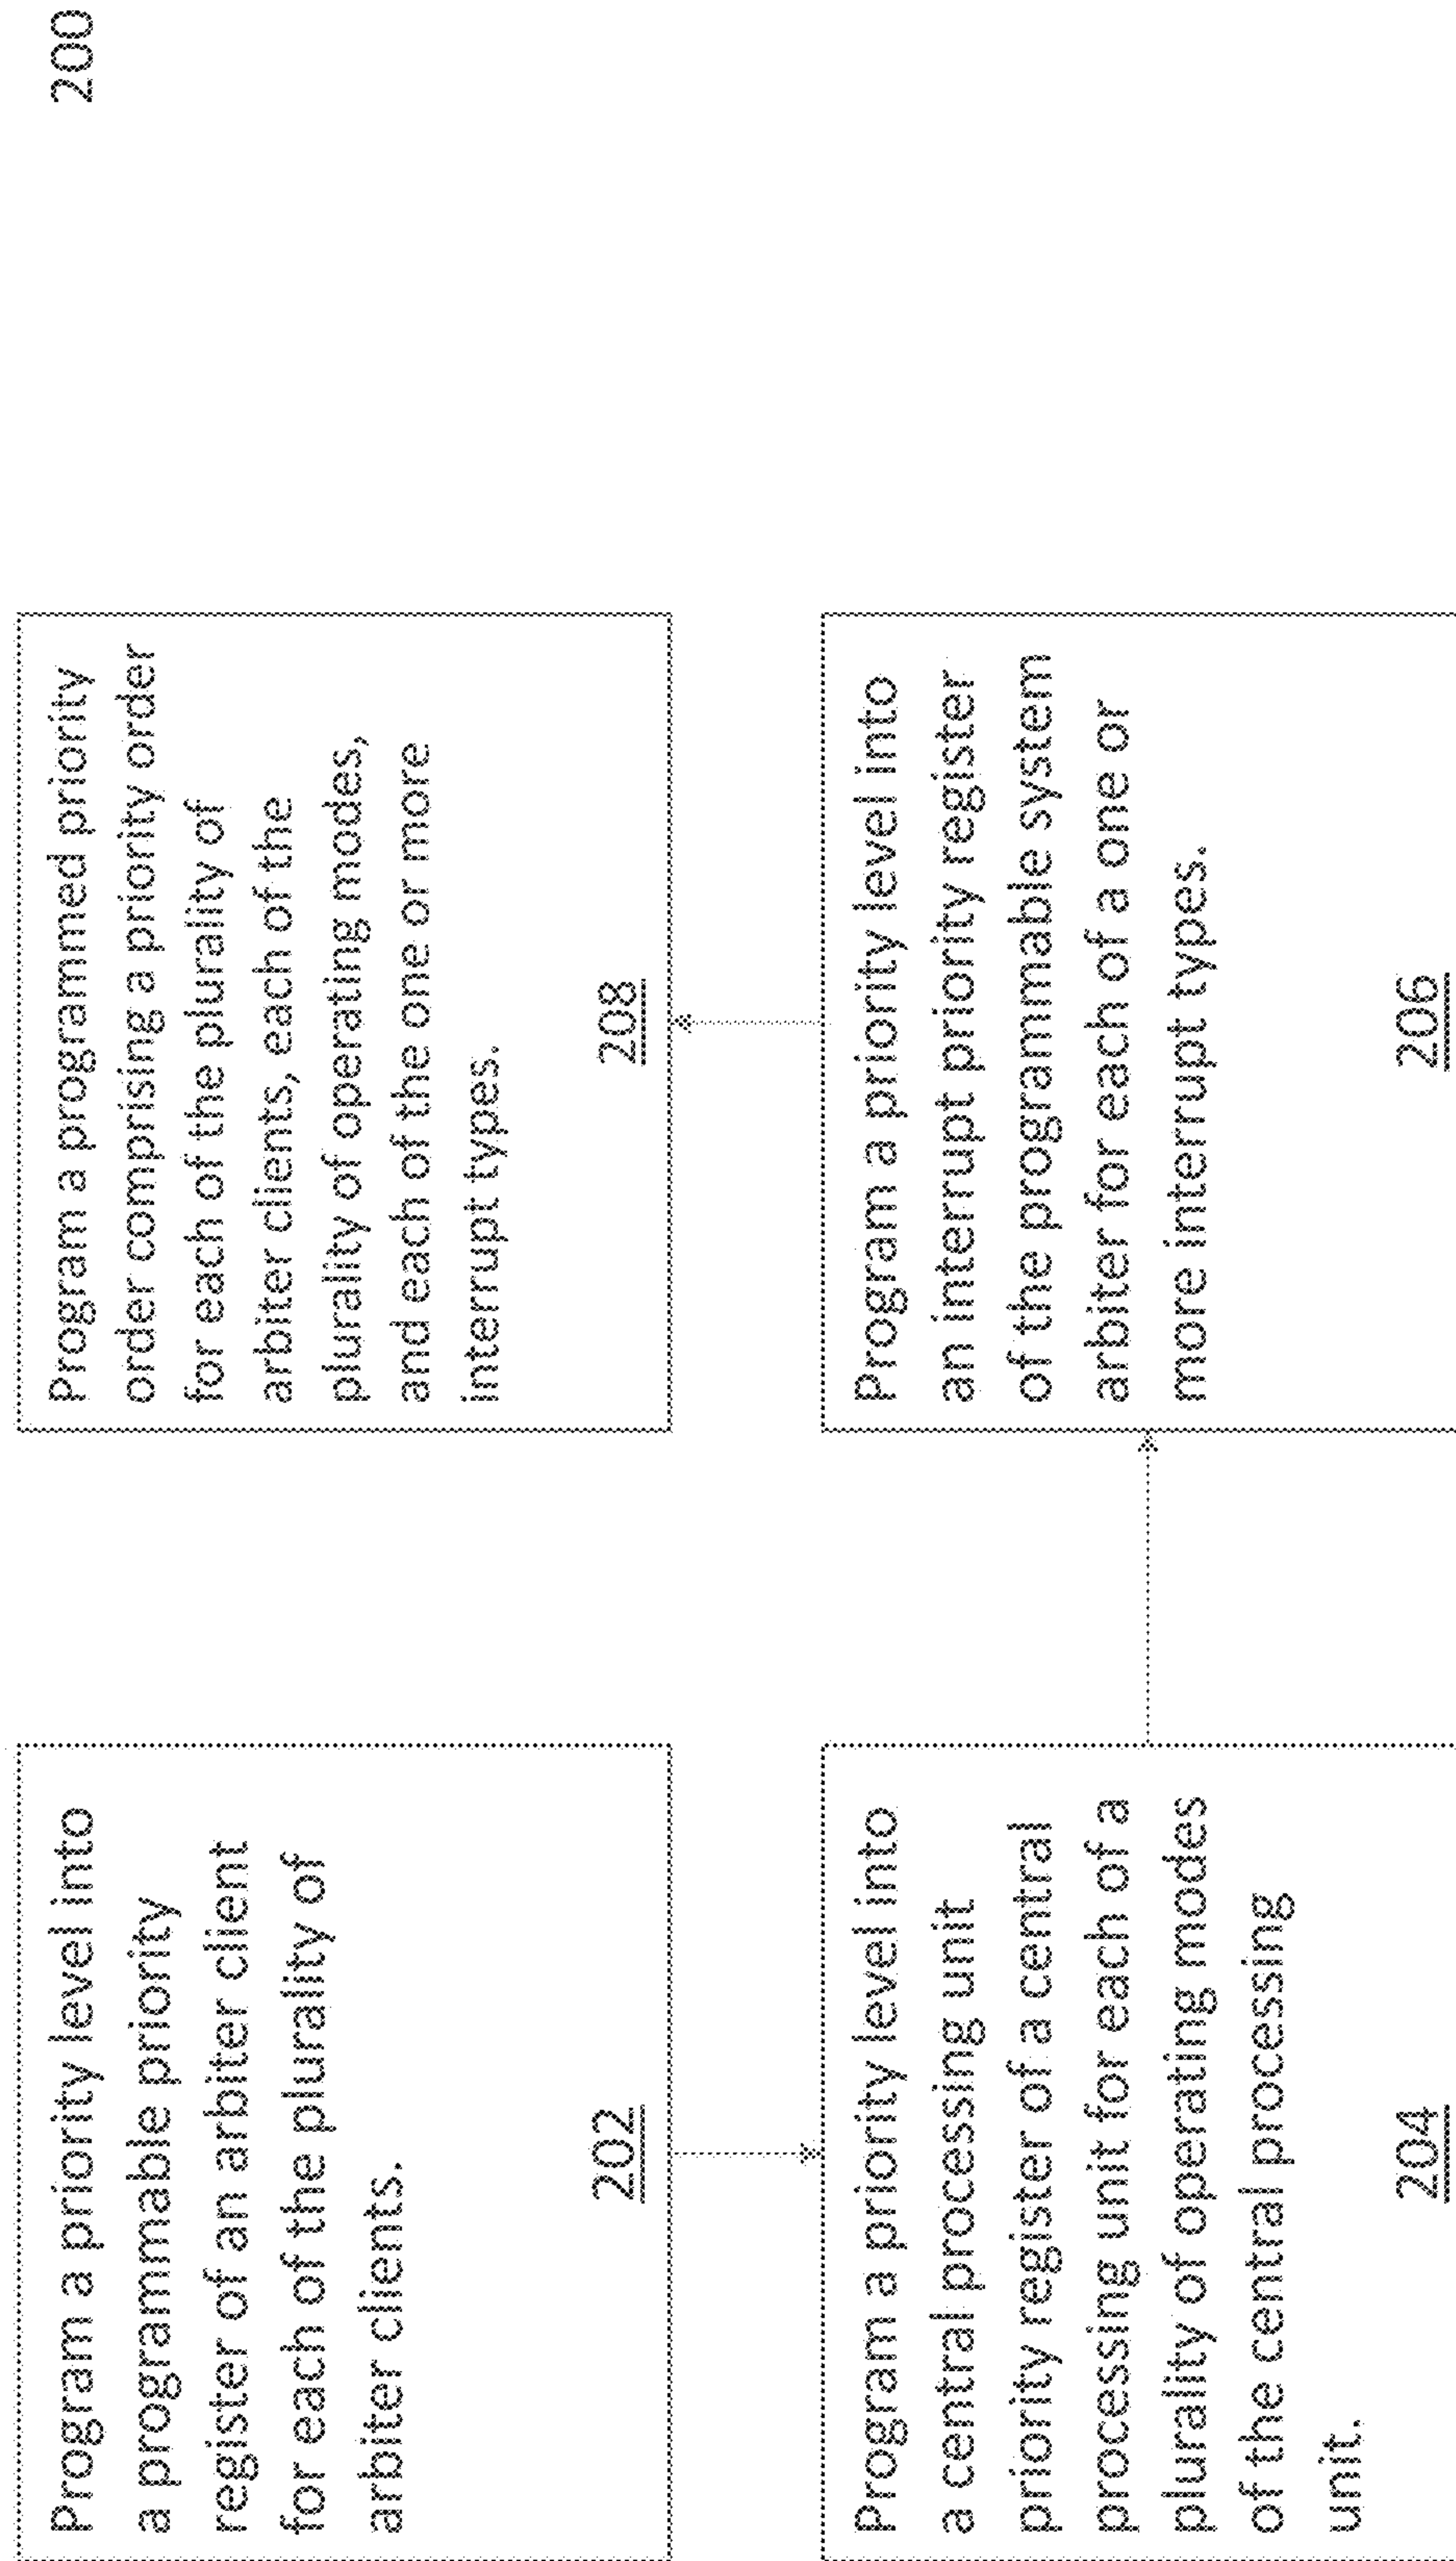 200
Program a priority level into
a programmable priority
register of an arbiter client
for each of the plurality of
arbiter clients.
202
Program a priority level into
a central processing unit
priority register of a central
processing unit for each of a
plurality of operating modes
of the central processing
unit.
204
Program a priority level into
an interrupt priority register
of the programmable system
arbiter for each of a one or
more interrupt types.
206
Program a programmed priority
order comprising a priority order
for each of the plurality of
arbiter clients, each of the
plurality of operating modes,
and each of the one or more
interrupt types.
208